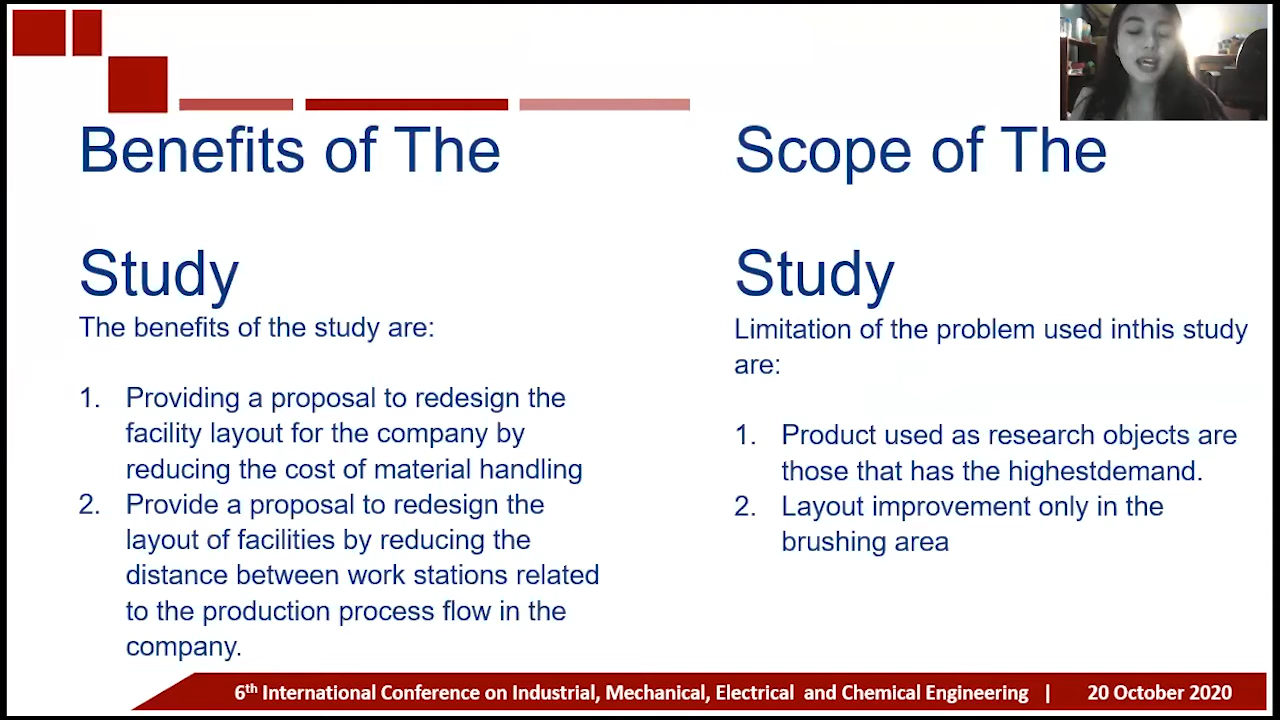 Benefits of The
Study
The benefits of the study are:
1. Providing a proposal to redesign the
facility layout for the company by
reducing the cost of material handling
2. Provide a proposal to redesign the
layout of facilities by reducing the
distance between work stations related
to the production process flow in the
company.
Scope of The
Study
Limitation of the problem used inthis study
are:
1. Product used as research objects are
those that has the highestdemand.
2. Layout improvement only in the
brushing area
6th International Conference on Industrial, Mechanical, Electrical and Chemical Engineering | 20 October 2020